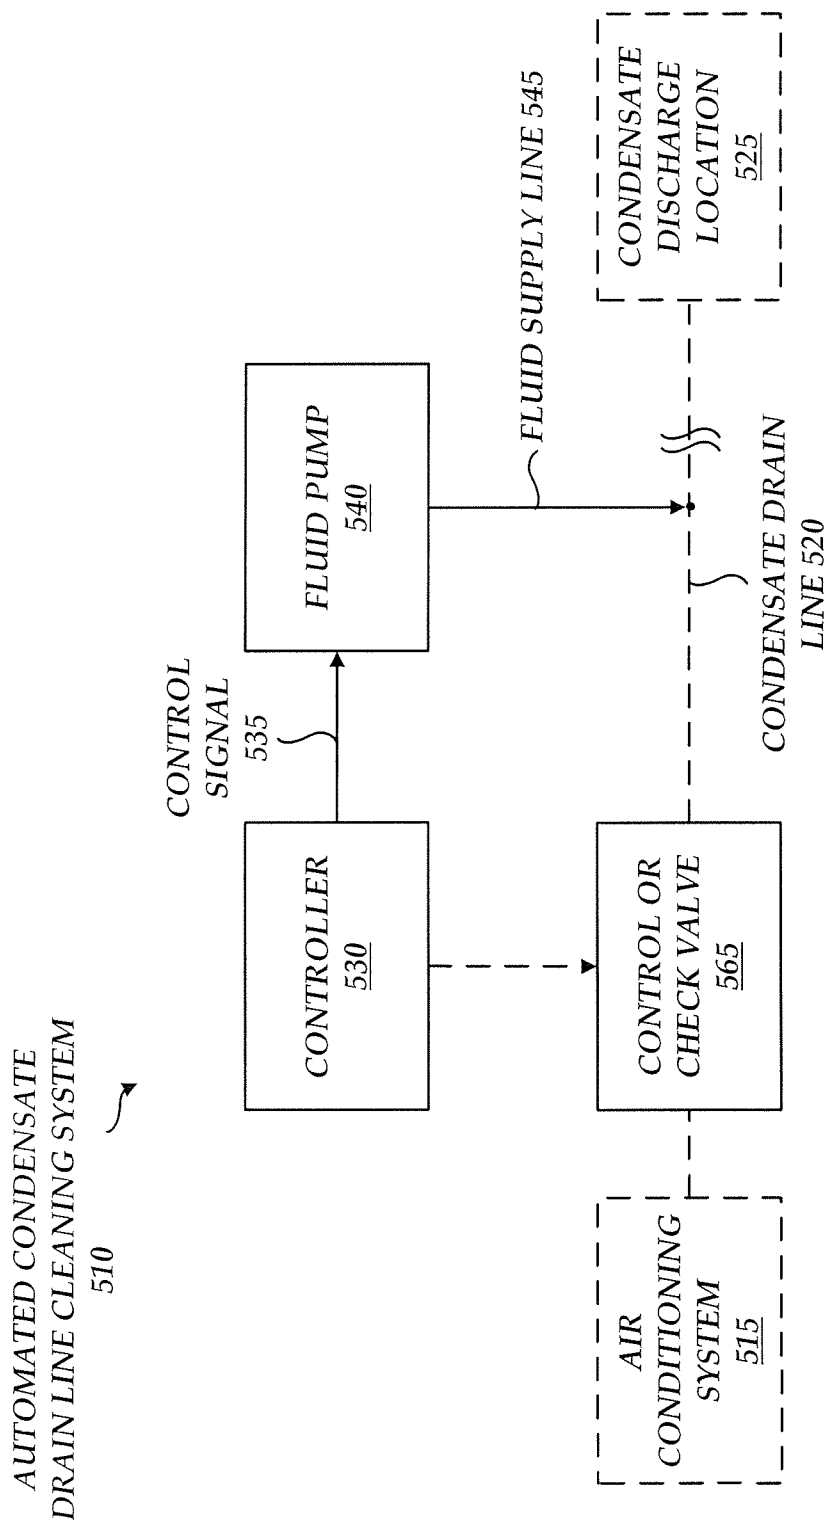 AUTOMATED CONDENSATE
DRAIN LINE CLEANING SYSTEM
510
CONTROL
SIGNAL
535
CONTROLLER
530
FLUID PUMP
540
FLUID SUPPLY LINE 545
AIR
CONDITIONING
SYSTEM
515
CONTROL OR
CHECK VALVE
565
CONDENSATE
DISCHARGE
LOCATION
525
CONDENSATE DRAIN
LINE 520